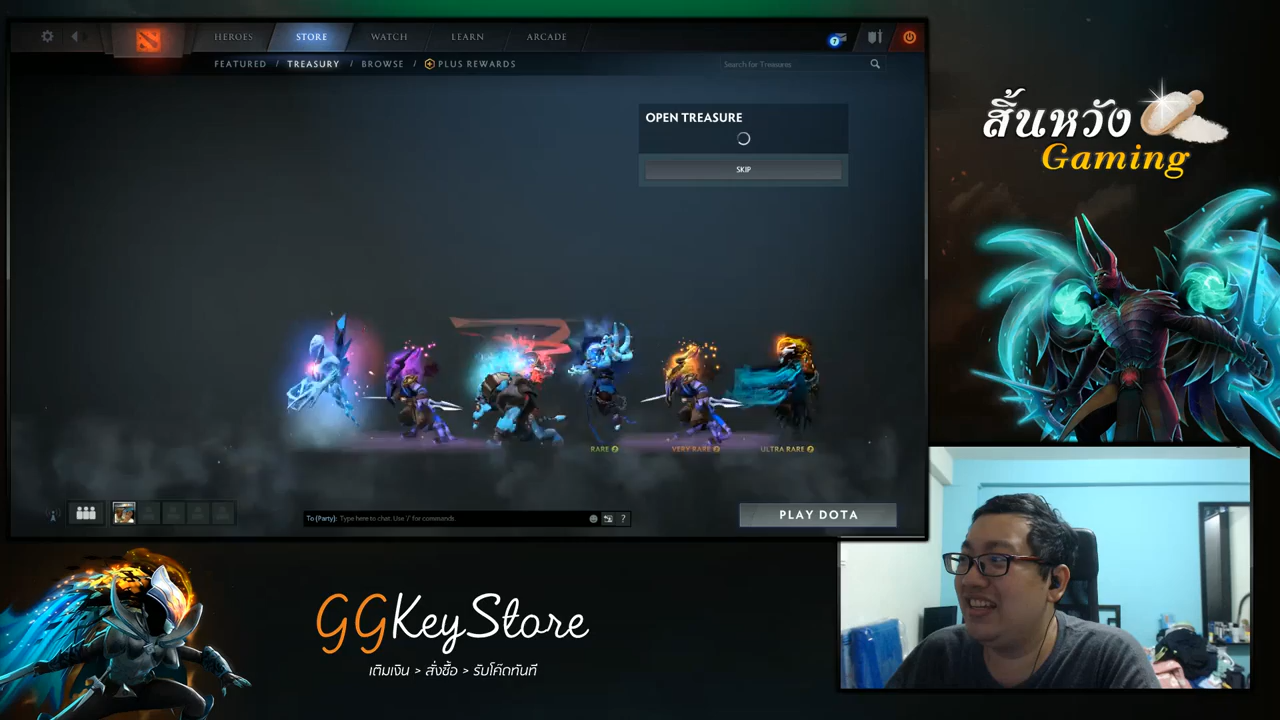 HEROES
STORE
WATCH
LEARN
ARCADE
7
FEATURED / TREASURY / BROWSE / PLUS REWARDS
Search for Treasures
OPEN TREASURE
SKIP
RARE
VERY RARE
ULTRA RARE
To (Party): Type here to chat. Use '/' for commands.
?
PLAY DOTA
สิ้นหวัง
Gaming
GGKeyStore
เติมเงิน > สั่งซื้อ > รับโค๊ดทันที